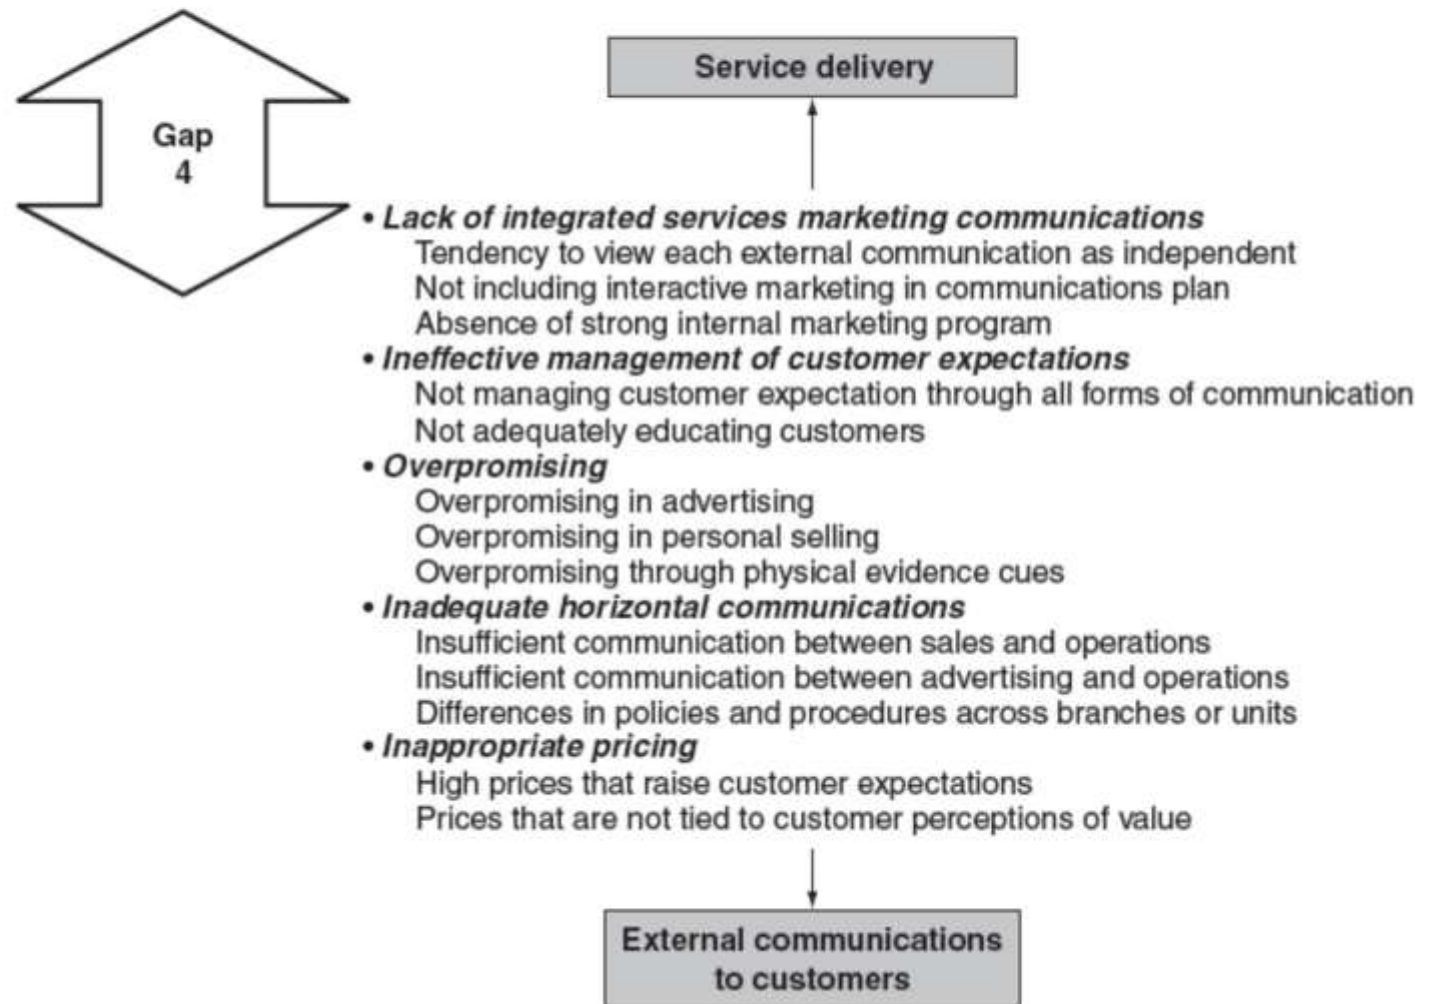 Gap
4
Service delivery
• Lack of integrated services marketing communications
Tendency to view each external communication as independent
Not including interactive marketing in communications plan
Absence of strong internal marketing program
• Ineffective management of customer expectations
Not managing customer expectation through all forms of communication
Not adequately educating customers
• Overpromising
Overpromising in advertising
Overpromising in personal selling
Overpromising through physical evidence cues
• Inadequate horizontal communications
Insufficient communication between sales and operations
Insufficient communication between advertising and operations
Differences in policies and procedures across branches or units
• Inappropriate pricing
High prices that raise customer expectations
Prices that are not tied to customer perceptions of value
External communications
to customers